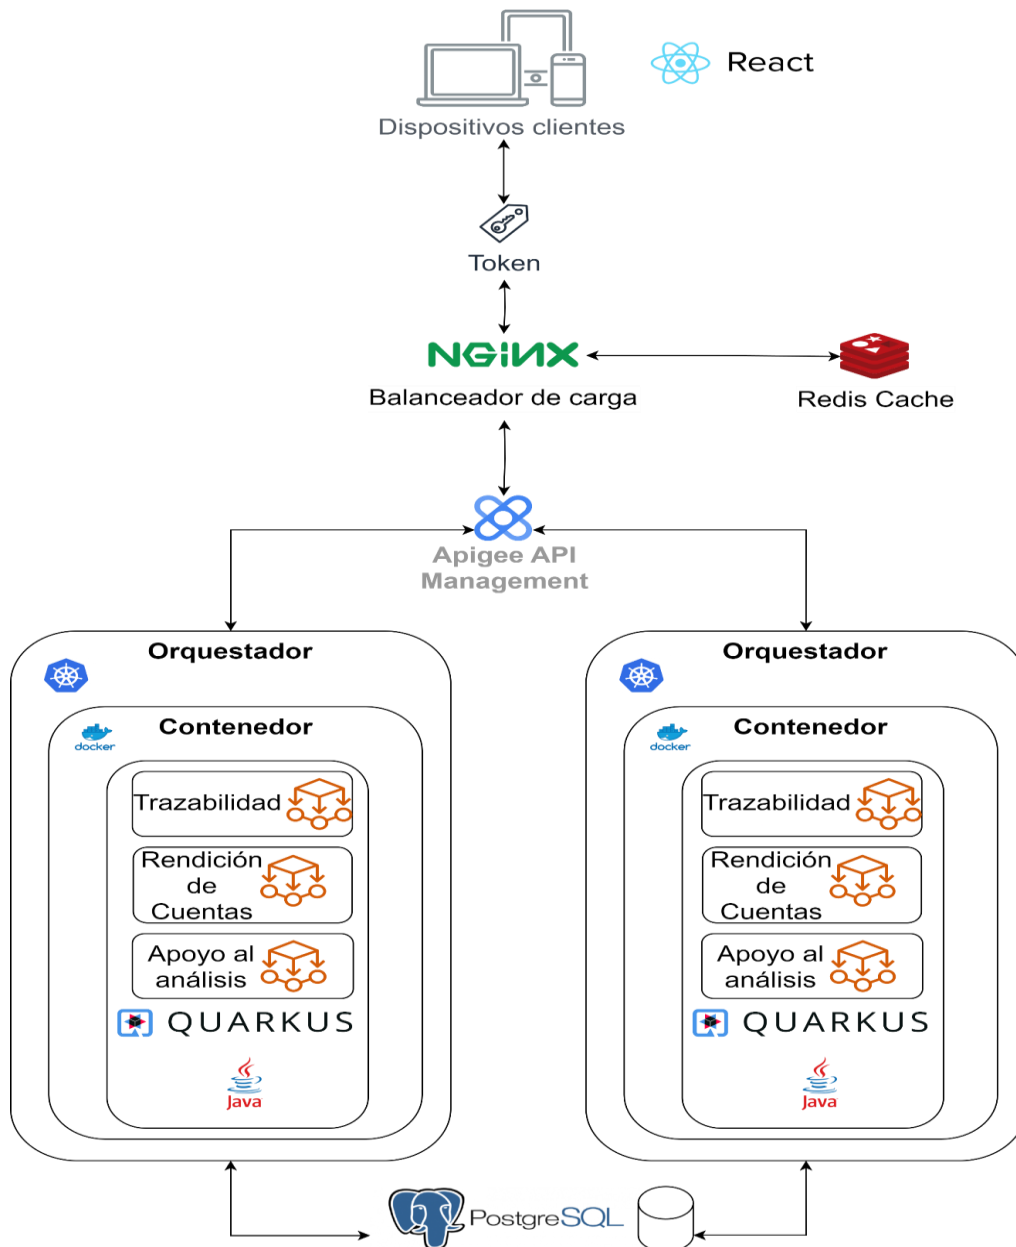 React
Dispositivos clientes
Token
NGINX
Balanceador de carga
Redis Cache
Apigee API
Management
Orquestador
Contenedor
docker
Trazabilidad
Rendición
de
Cuentas
Apoyo al
análisis
QUARKUS
Java
Orquestador
Contenedor
docker
Trazabilidad
Rendición
de
Cuentas
Apoyo al
análisis
QUARKUS
Java
PostgreSQL